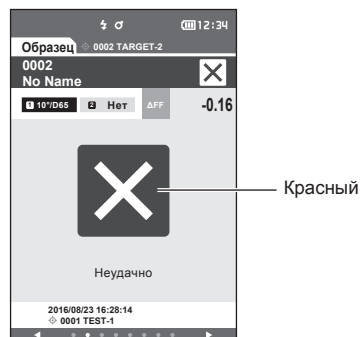 12:34
Образец 0002 TARGET-2
0002
No Name
1 10°/D65 2 Нет ΔFF -0.16
Красный
Неудачно
2016/08/23 16:28:14
0001 TEST-1